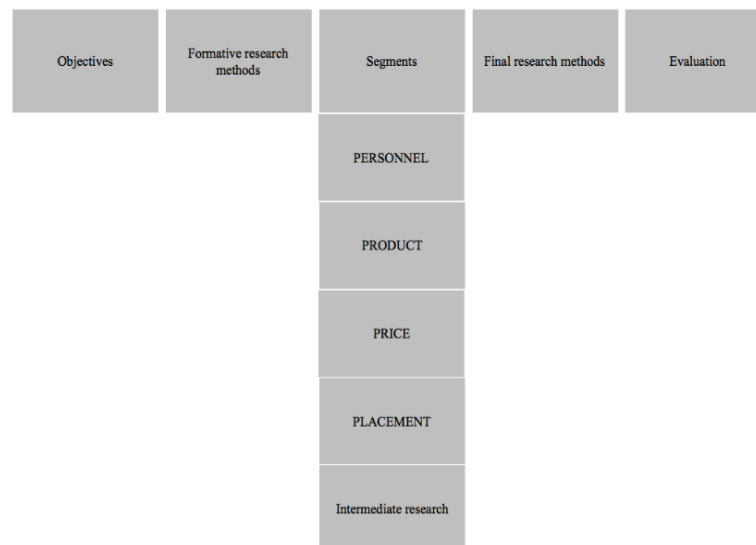 Objectives
Formative research
methods
Segments
Final research methods
Evaluation
PERSONNEL
PRODUCT
PRICE
PLACEMENT
Intermediate research